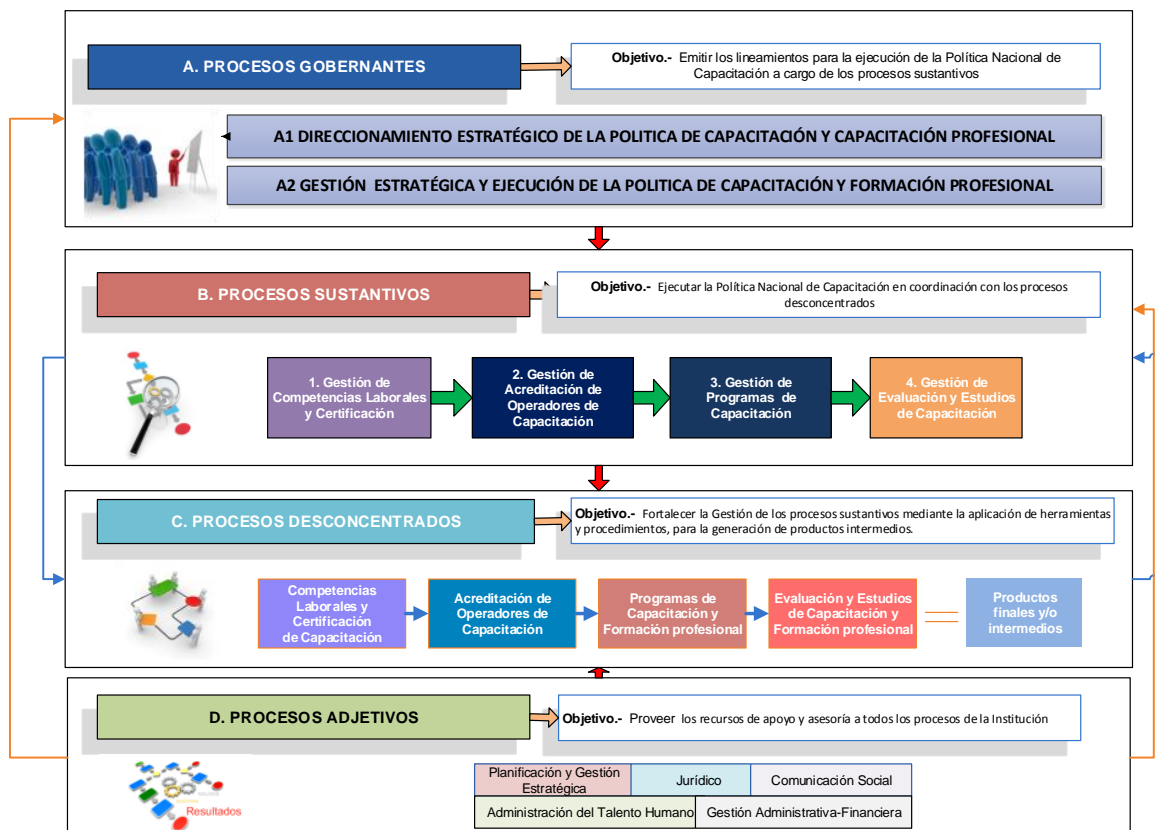 A. PROCESOS GOBERNANTES
Objetivo.- Emitir los lineamientos para la ejecución de la Política Nacional de
Capacitación a cargo de los procesos sustantivos
A1 DIRECCIONAMIENTO ESTRATÉGICO DE LA POLITICA DE CAPACITACIÓN Y CAPACITACIÓN PROFESIONAL
A2 GESTIÓN ESTRATÉGICA Y EJECUCIÓN DE LA POLITICA DE CAPACITACIÓN Y FORMACIÓN PROFESIONAL
B. PROCESOS SUSTANTIVOS
Objetivo.- Ejecutar la Política Nacional de Capacitación en coordinación con los procesos
desconcentrados
1. Gestión de
Competencias Laborales
y Certificación
2. Gestión de
Acreditación de
Operadores de
Capacitación
3. Gestión de
Programas de
Capacitación
4. Gestión de
Evaluación y Estudios
de Capacitación
C. PROCESOS DESCONCENTRADOS
Objetivo.- Fortalecer la Gestión de los procesos sustantivos mediante la aplicación de herramientas
y procedimientos, para la generación de productos intermedios.
Competencias
Laborales y
Certificación
de Capacitación
Acreditación de
Operadores de
Capacitación
Programas de
Capacitación y
Formación profesional
Evaluación y Estudios
de Capacitación y
Formación profesional
Productos
finales y/o
intermedios
D. PROCESOS ADJETIVOS
Objetivo.- Proveer los recursos de apoyo y asesoría a todos los procesos de la Institución
Resultados
Planificación y Gestión
Estratégica
Jurídico
Comunicación Social
Administración del Talento Humano
Gestión Administrativa-Financiera